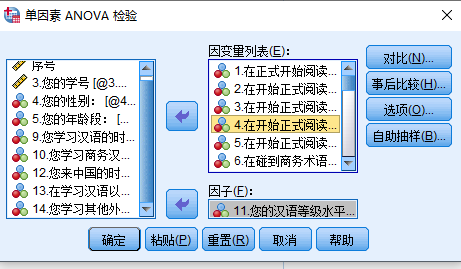 单因素 ANOVA 检验
因变量列表(E):
序号
3.您的学号 [@3....
4.您的性别: [@4...
5.您的年龄段: [...
9.您学习汉语的时...
10.您学习商务汉...
12.您来中国的时...
13.在学习汉语以...
14.您学习其他外...
1.在正式开始阅读...
2.在开始正式阅读...
3.在开始正式阅读...
4.在开始正式阅读...
5.在开始正式阅读...
6.在碰到商务术语...
因子(F):
11.您的汉语等级水平...
对比(N)...
事后比较(H)...
选项(O)...
自助抽样(B)...
确定
粘贴(P)
重置(R)
取消
帮助